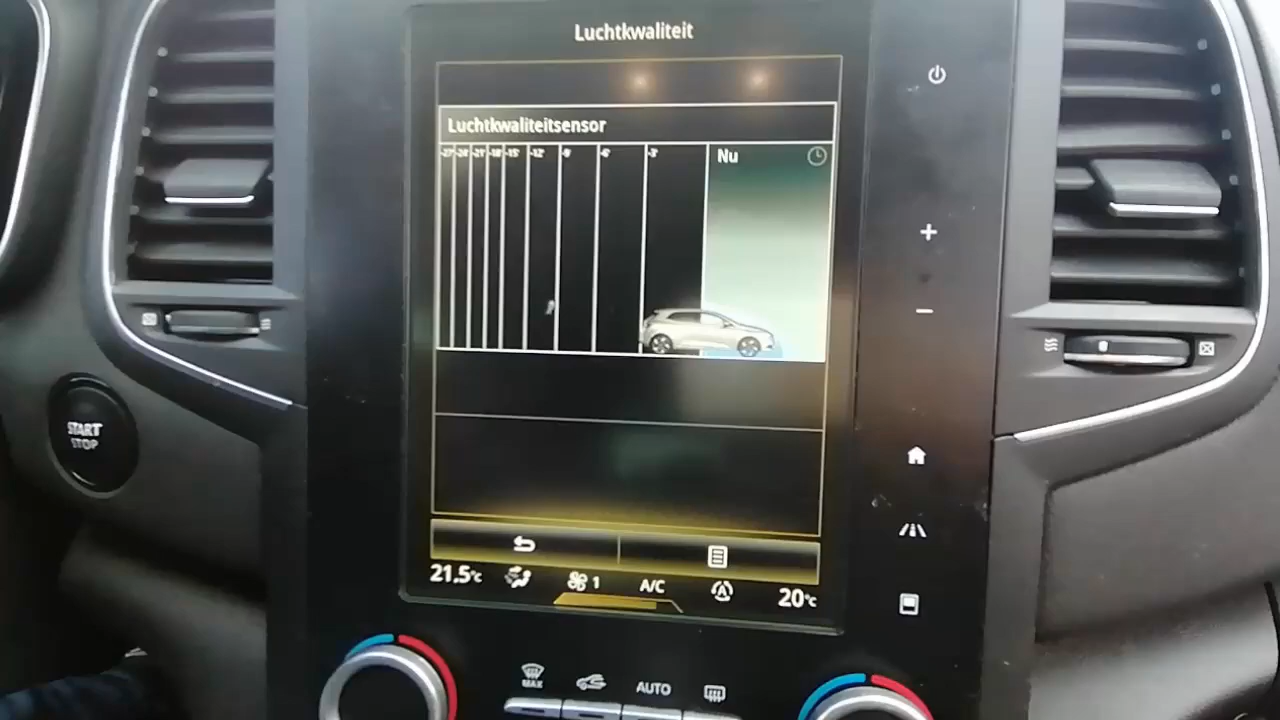 Luchtkwaliteit
Luchtkwaliteitsensor
-27' -24' -21' -18' -15' -12' -9' -6' -3' Nu
START
STOP
21.5°C 1 A/C A 20°C
MAX AUTO